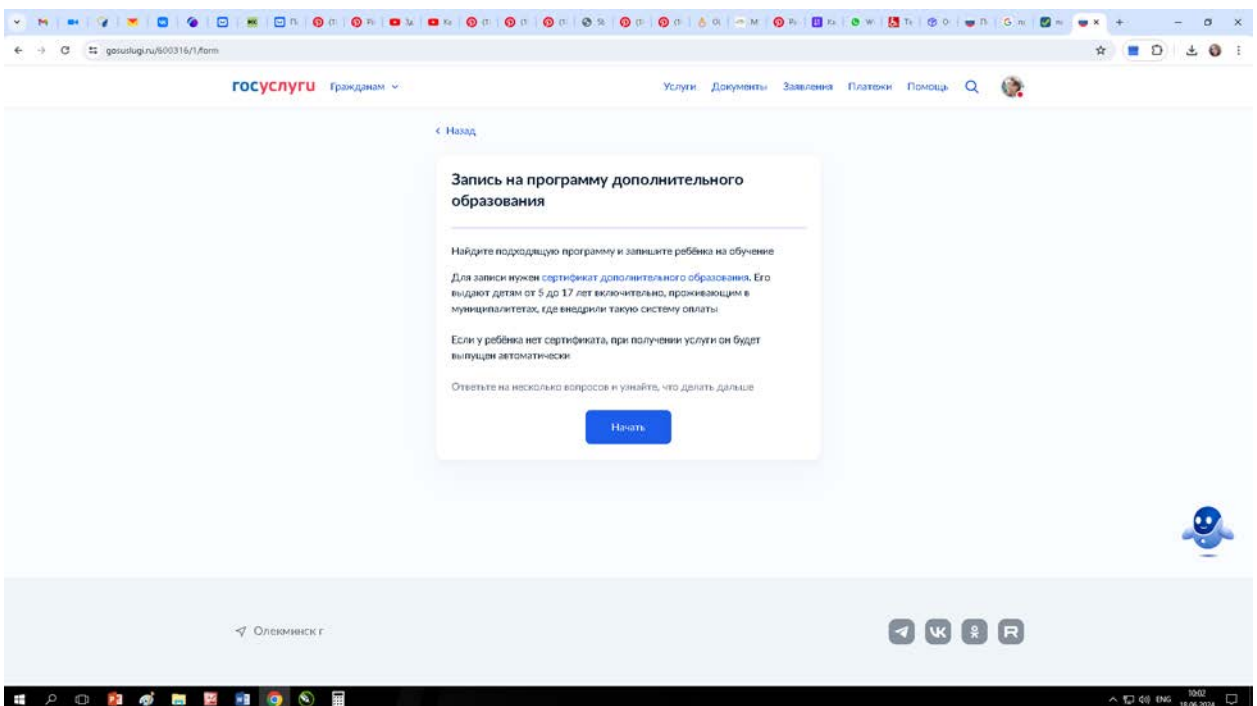 gosuslugi.ru/600316/1/form
госуслуги Гражданам Услуги Документы Заявления Платежи Помощь
Назад
Запись на программу дополнительного
образования
Найдите подходящую программу и запишите ребёнка на обучение
Для записи нужен сертификат дополнительного образования. Его
выдают детям от 5 до 17 лет включительно, проживающим в
муниципалитетах, где внедрили такую систему оплаты
Если у ребёнка нет сертификата, при получении услуги он будет
выпущен автоматически
Ответьте на несколько вопросов и узнайте, что делать дальше
Начать
Олекминск г
ENG 10:02
18.06.2024